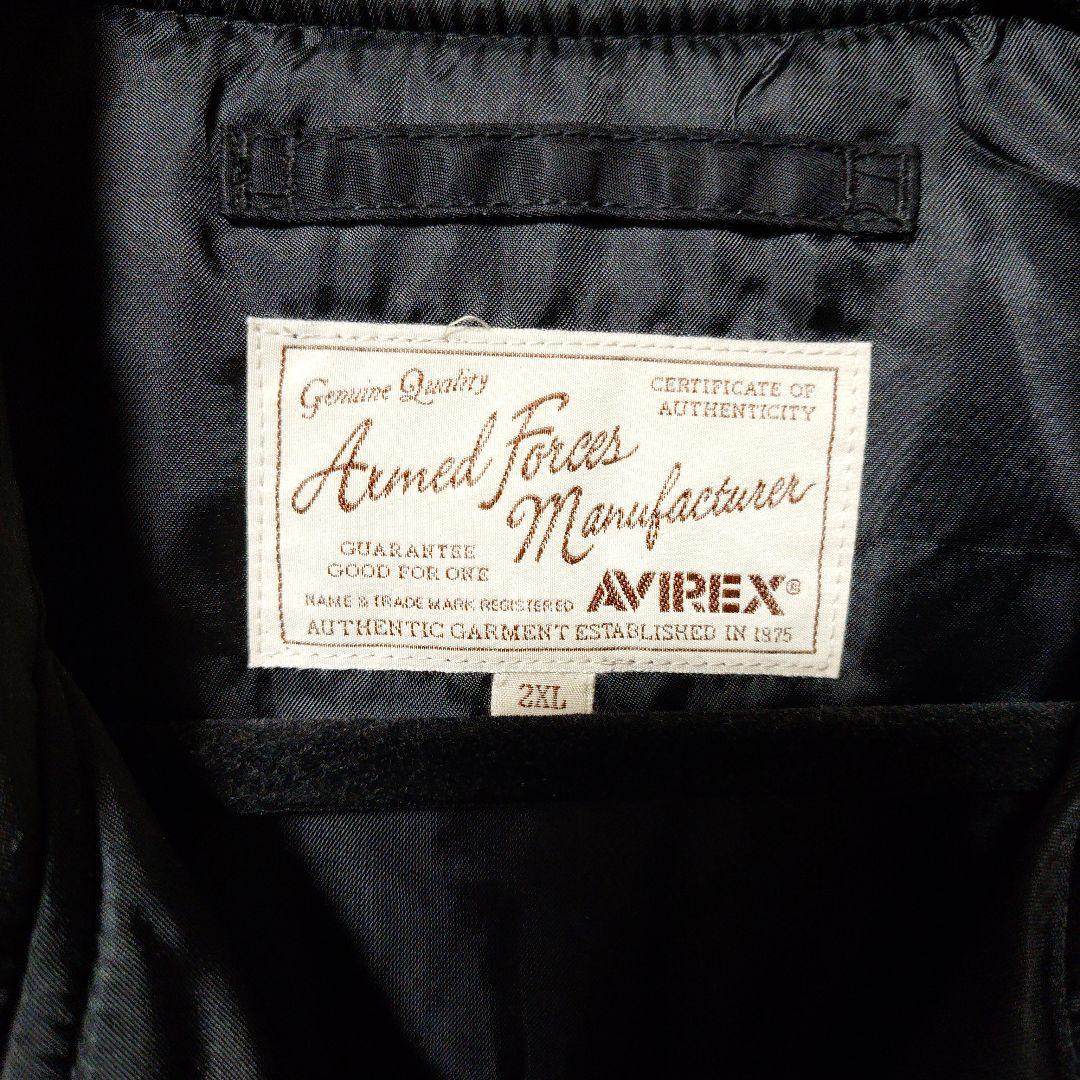 Genuine Quality
CERTIFICATE OF
AUTHENTICITY
Armed Forces
Manufacturer
GUARANTEE
GOOD FOR ONE
NAME & TRADE MARK REGISTERED
AVIREX®
AUTHENTIC GARMENT ESTABLISHED IN 1975
2XL